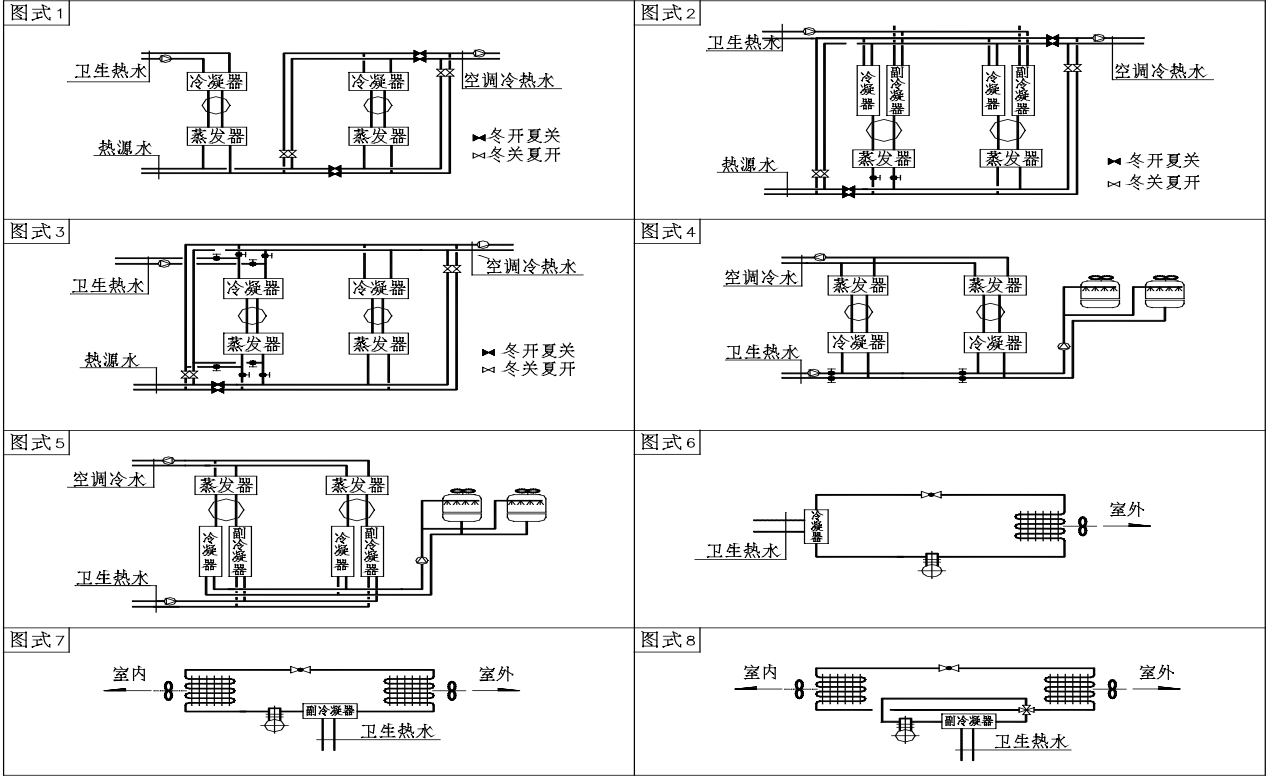 图式1
卫生热水
冷凝器
蒸发器
热源水
冷凝器
蒸发器
空调冷热水
冬开夏关
冬关夏开
图式2
卫生热水
冷凝器
副冷凝器
蒸发器
热源水
冷凝器
副冷凝器
蒸发器
空调冷热水
冬开夏关
冬关夏开
图式3
卫生热水
冷凝器
蒸发器
热源水
冷凝器
蒸发器
空调冷热水
冬开夏关
冬关夏开
图式4
空调冷水
蒸发器
冷凝器
卫生热水
蒸发器
冷凝器
图式5
空调冷水
蒸发器
冷凝器
副冷凝器
卫生热水
蒸发器
冷凝器
副冷凝器
图式6
冷凝器
卫生热水
室外
图式7
室内
室外
副冷凝器
卫生热水
图式8
室内
室外
副冷凝器
卫生热水